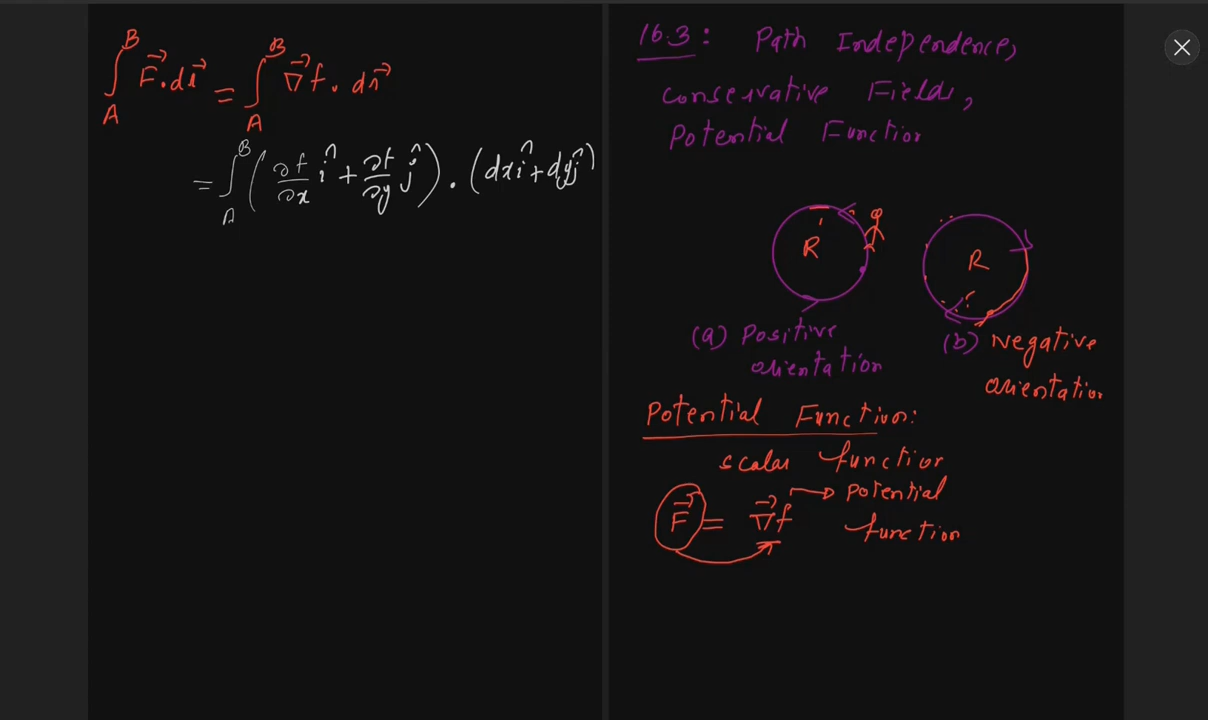 ∫_A^B F⃗ . dr⃗ = ∫_A^B ∇⃗f . dr⃗
= ∫_A^B (∂f/∂x î + ∂f/∂y ĵ) . (dx î + dy ĵ)
16.3: Path Independence,
conservative Fields,
Potential Function
R
R
(a) Positive
orientation
(b) Negative
orientation
Potential Function:
scalar function
F⃗ = ∇⃗f → potential
function